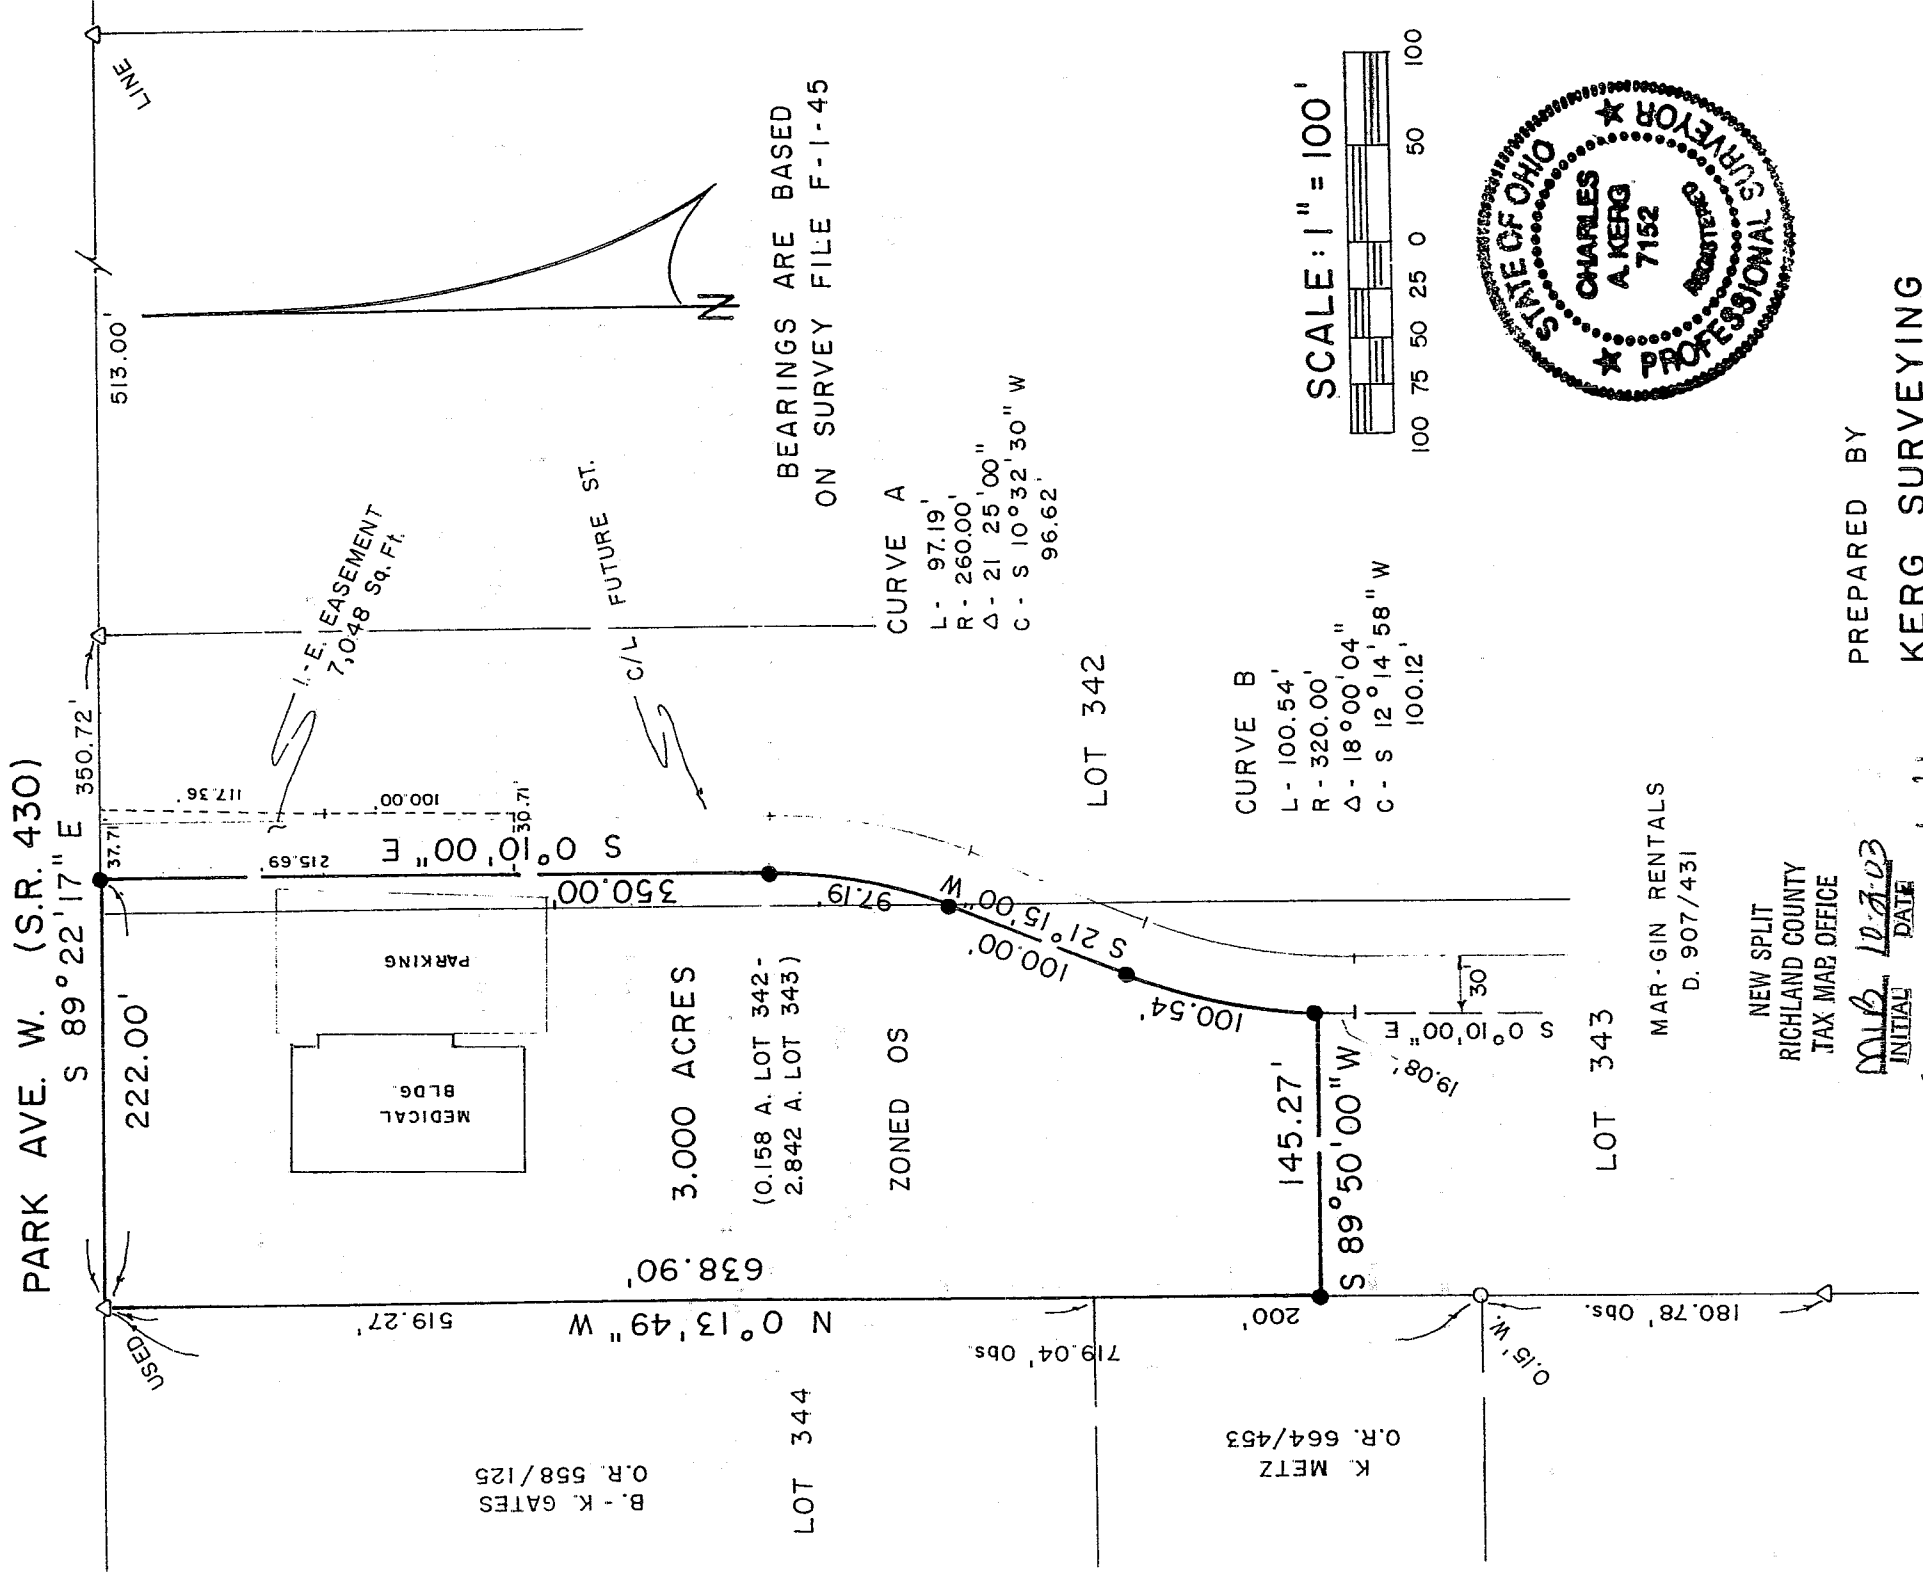 PARK AVE. W. (S.R. 430)
S 89°22'17" E
350.72'
513.00'
LINE
222.00'
37.71'
USED
117.36'
100.00'
30.71'
215.69'
S 0°10'00" E
350.00'
I.-E. EASEMENT
7,048 Sq. Ft.
C/L FUTURE ST.
N
BEARINGS ARE BASED
ON SURVEY FILE F-1-45
PARKING
MEDICAL
BLDG.
3.000 ACRES
(0.158 A. LOT 342-
2.842 A. LOT 343)
ZONED OS
97.19'
S 21°15'00" W
100.00'
100.54'
CURVE A
L - 97.19'
R - 260.00'
Δ - 21 25'00"
C - S 10°32'30" W
96.62'
LOT 342
CURVE B
L - 100.54'
R - 320.00'
Δ - 18°00'04"
C - S 12°14'58" W
100.12'
638.90'
N 0°13'49" W
519.27'
719.04' Obs.
200'
145.27'
S 89°50'00" W
19.08'
S 0°10'00" E
30'
0.15' W.
180.78' Obs.
B. - K. GATES
O.R. 558/125
LOT 344
K. METZ
O.R. 664/453
LOT 343
MAR-GIN RENTALS
D. 907/431
SCALE: 1" = 100'
100 75 50 25 0 50 100
STATE OF OHIO
CHARLES
A. KERG
7152
REGISTERED
PROFESSIONAL SURVEYOR
NEW SPLIT
RICHLAND COUNTY
TAX MAP OFFICE
INITIAL DATE
PREPARED BY
KERG SURVEYING